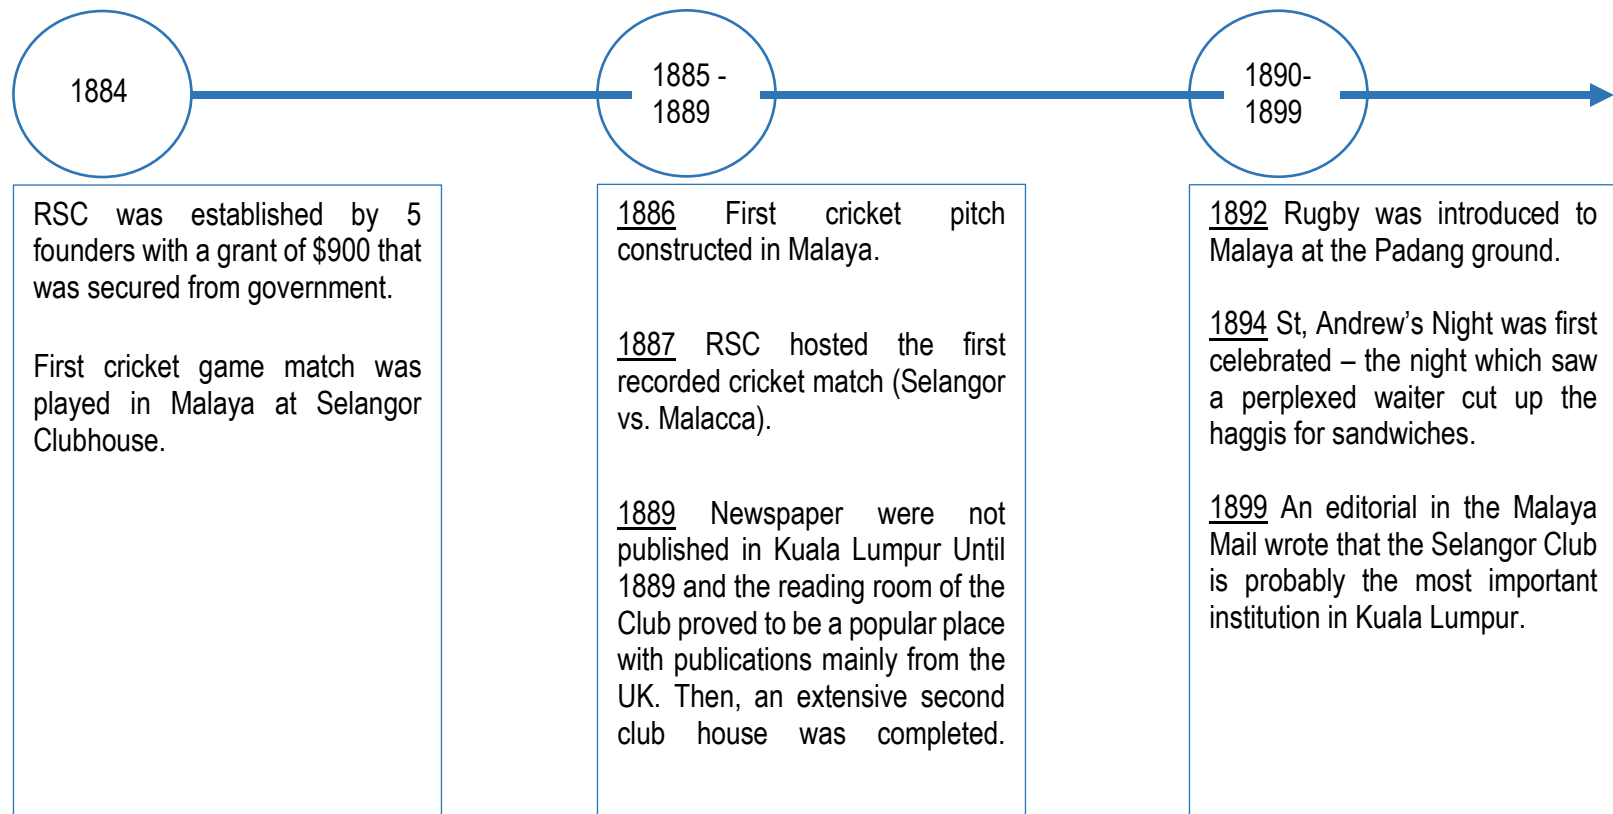 1884
RSC was established by 5
founders with a grant of $900 that
was secured from government.
First cricket game match was
played in Malaya at Selangor
Clubhouse.
1885 -
1889
1886 First cricket pitch
constructed in Malaya.
1887 RSC hosted the first
recorded cricket match (Selangor
vs. Malacca).
1889 Newspaper were not
published in Kuala Lumpur Until
1889 and the reading room of the
Club proved to be a popular place
with publications mainly from the
UK. Then, an extensive second
club house was completed.
1890-
1899
1892 Rugby was introduced to
Malaya at the Padang ground.
1894 St, Andrew’s Night was first
celebrated – the night which saw
a perplexed waiter cut up the
haggis for sandwiches.
1899 An editorial in the Malaya
Mail wrote that the Selangor Club
is probably the most important
institution in Kuala Lumpur.